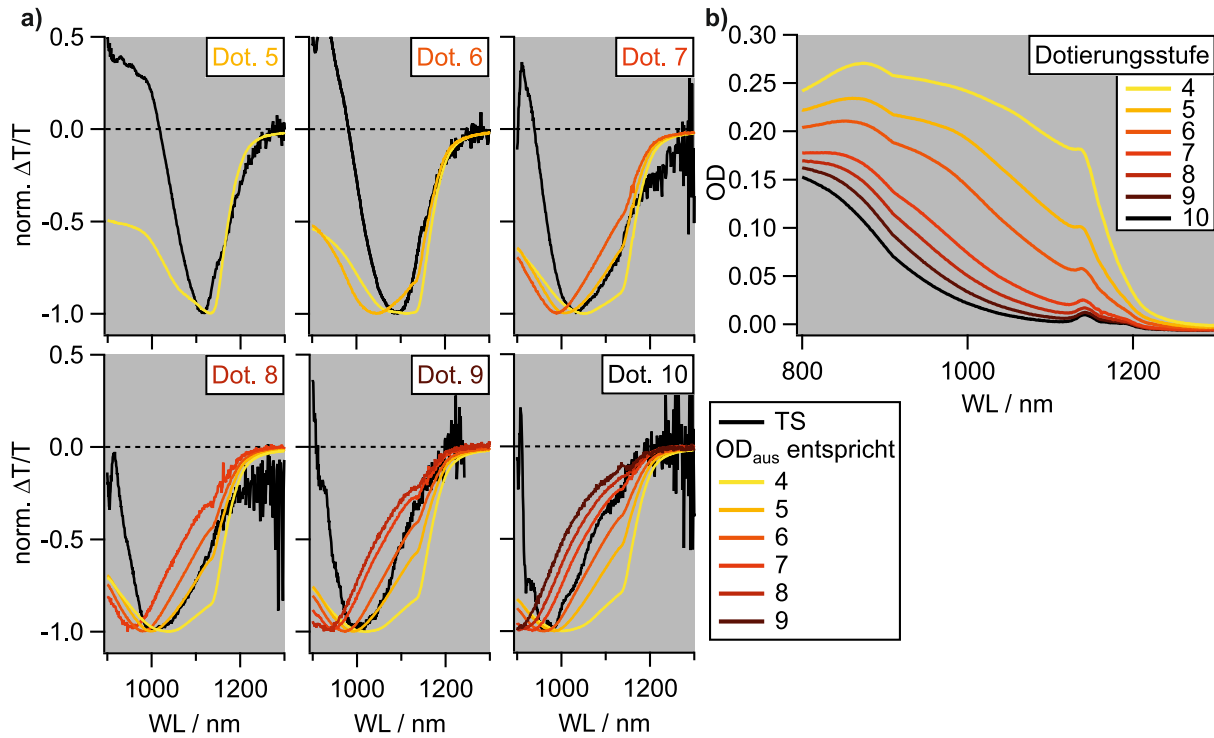 a)
0.5
0.0
-0.5
-1.0
norm. ΔT/T
Dot. 5
Dot. 6
Dot. 7
0.5
0.0
-0.5
-1.0
norm. ΔT/T
Dot. 8
Dot. 9
Dot. 10
1000 1200
1000 1200
1000 1200
WL / nm
WL / nm
WL / nm
b)
0.30
0.25
0.20
0.15
0.10
0.05
0.00
OD
Dotierungsstufe
4
5
6
7
8
9
10
800 1000 1200
WL / nm
TS
ODaus entspricht
4
5
6
7
8
9